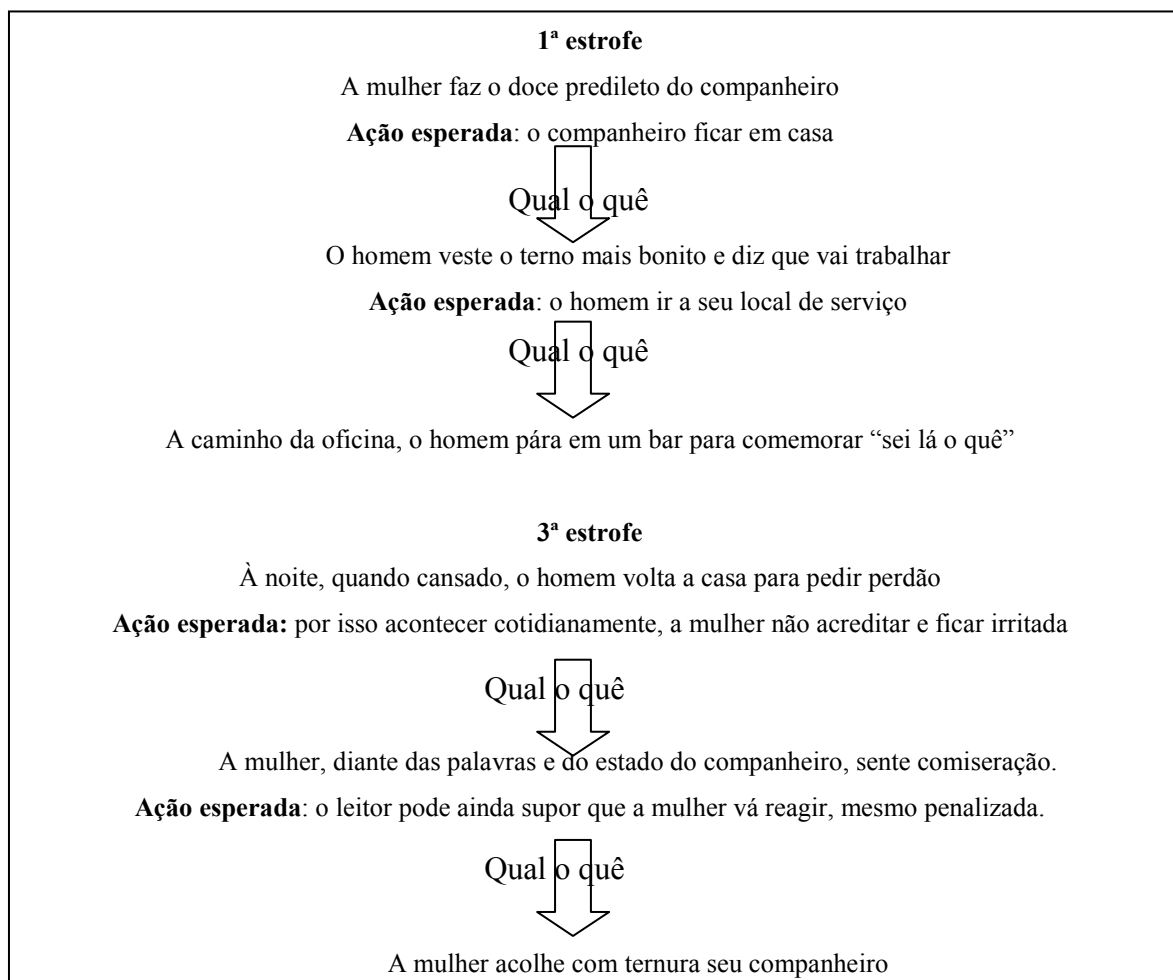 1ª estrofe
A mulher faz o doce predileto do companheiro
Ação esperada: o companheiro ficar em casa
Qual o quê
O homem veste o terno mais bonito e diz que vai trabalhar
Ação esperada: o homem ir a seu local de serviço
Qual o quê
A caminho da oficina, o homem pára em um bar para comemorar “sei lá o quê”
3ª estrofe
À noite, quando cansado, o homem volta a casa para pedir perdão
Ação esperada: por isso acontecer cotidianamente, a mulher não acreditar e ficar irritada
Qual o quê
A mulher, diante das palavras e do estado do companheiro, sente comiseração.
Ação esperada: o leitor pode ainda supor que a mulher vá reagir, mesmo penalizada.
Qual o quê
A mulher acolhe com ternura seu companheiro